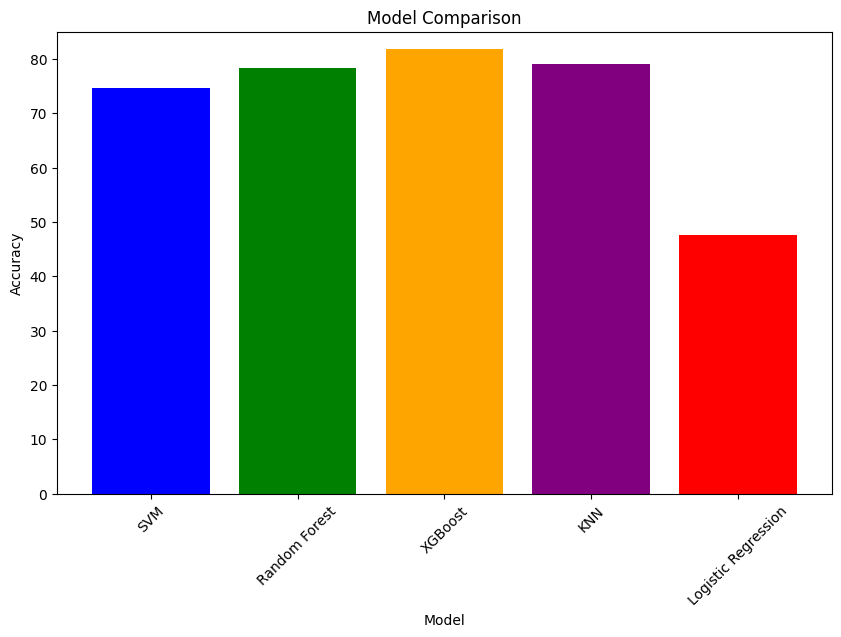 Model Comparison
Accuracy
80
70
60
50
40
30
20
10
0
SVM
Random Forest
XGBoost
KNN
Logistic Regression
Model